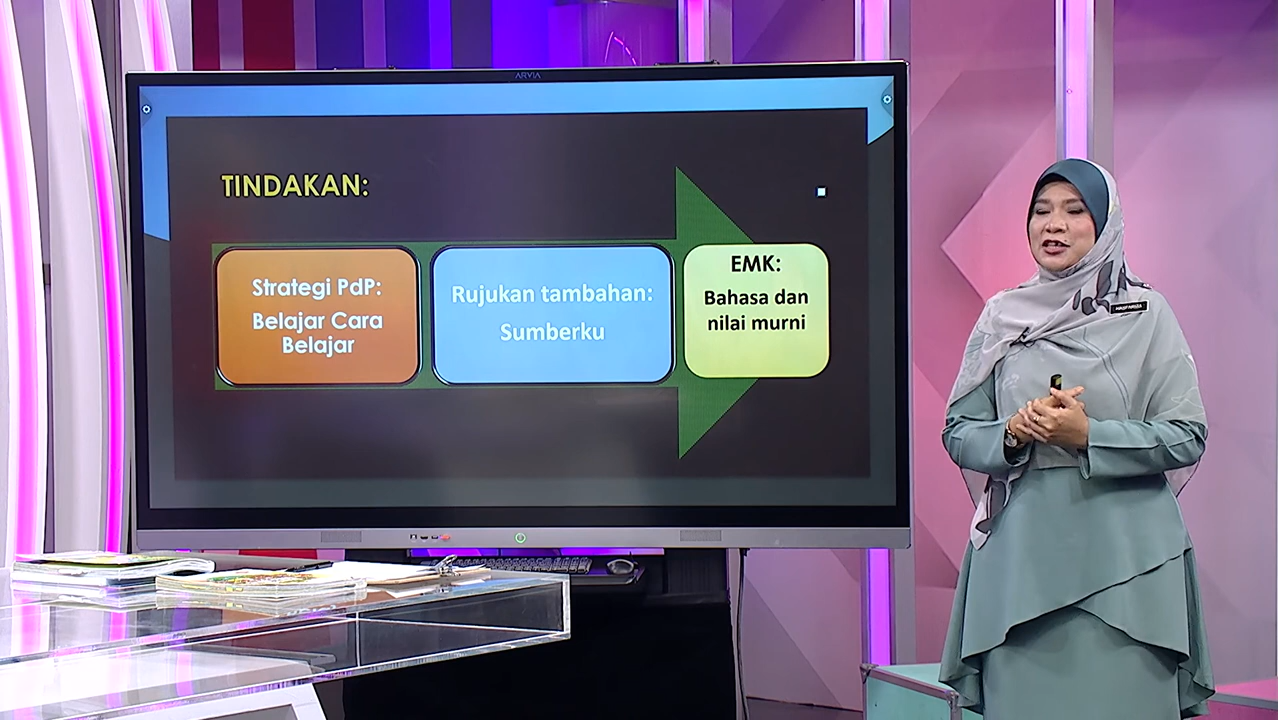 ARVIA
TINDAKAN:
Strategi PdP:
Belajar Cara
Belajar
Rujukan tambahan:
Sumberku
EMK:
Bahasa dan
nilai murni